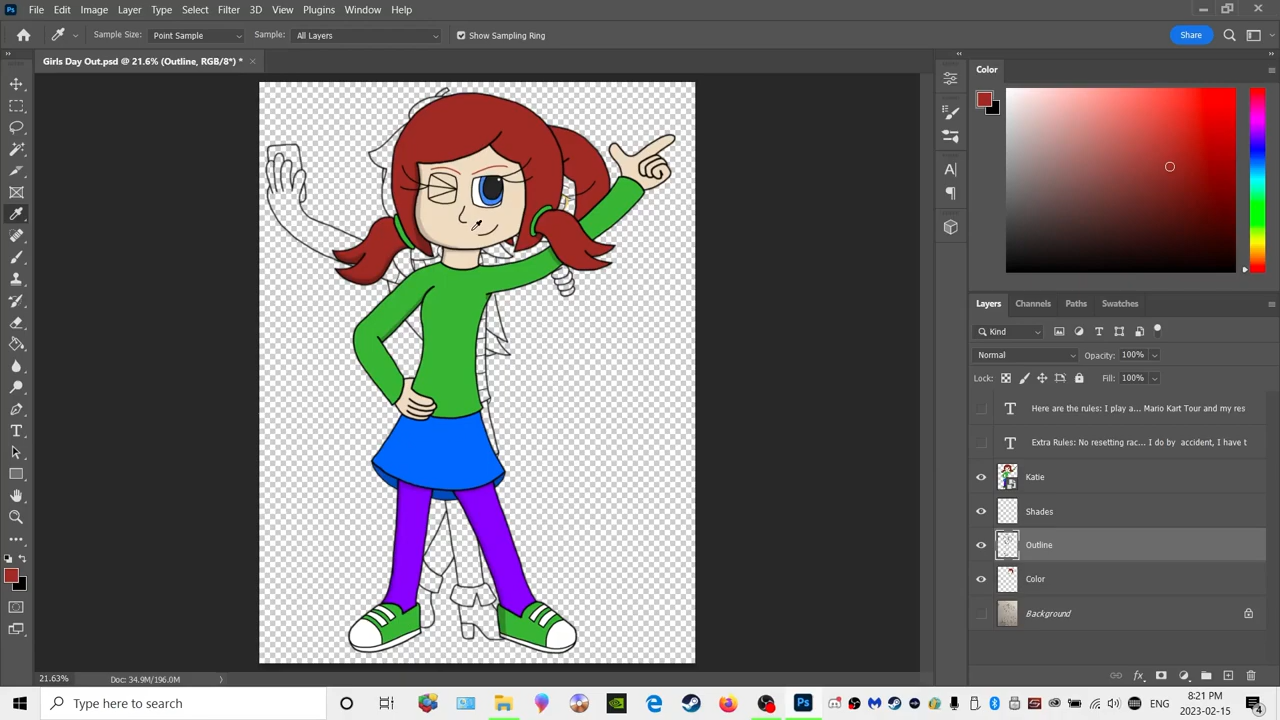 Ps File Edit Image Layer Type Select Filter 3D View Plugins Window Help
Sample Size: Point Sample Sample: All Layers Show Sampling Ring Share
Girls Day Out.psd @ 21.6% (Outline, RGB/8*) *
Color
Layers Channels Paths Swatches
Kind
Normal Opacity: 100%
Lock: Fill: 100%
Here are the rules: I play a... Mario Kart Tour and my res
Extra Rules: No resetting rac... I do by accident, I have t
Katie
Shades
Outline
Color
Background
21.63% Doc: 34.9M/196.0M
Type here to search
Ps
ENG
8:21 PM
2023-02-15
4